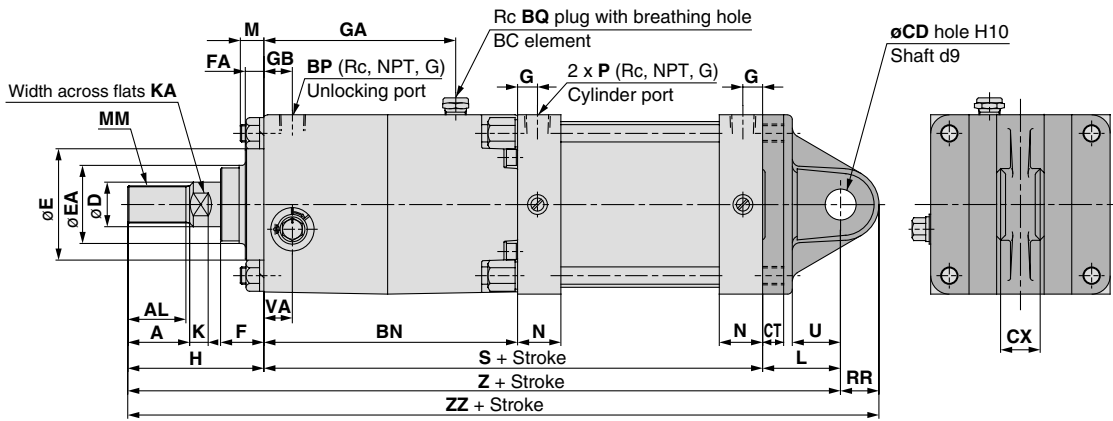 M
GA
Rc BQ plug with breathing hole
BC element
øCD hole H10
Shaft d9
FA
GB
BP (Rc, NPT, G)
Unlocking port
G
2 x P (Rc, NPT, G)
Cylinder port
G
Width across flats KA
MM
øE
øEA
øD
VA
AL
A
K
F
BN
N
N
CT
U
CX
H
S + Stroke
L
Z + Stroke
RR
ZZ + Stroke